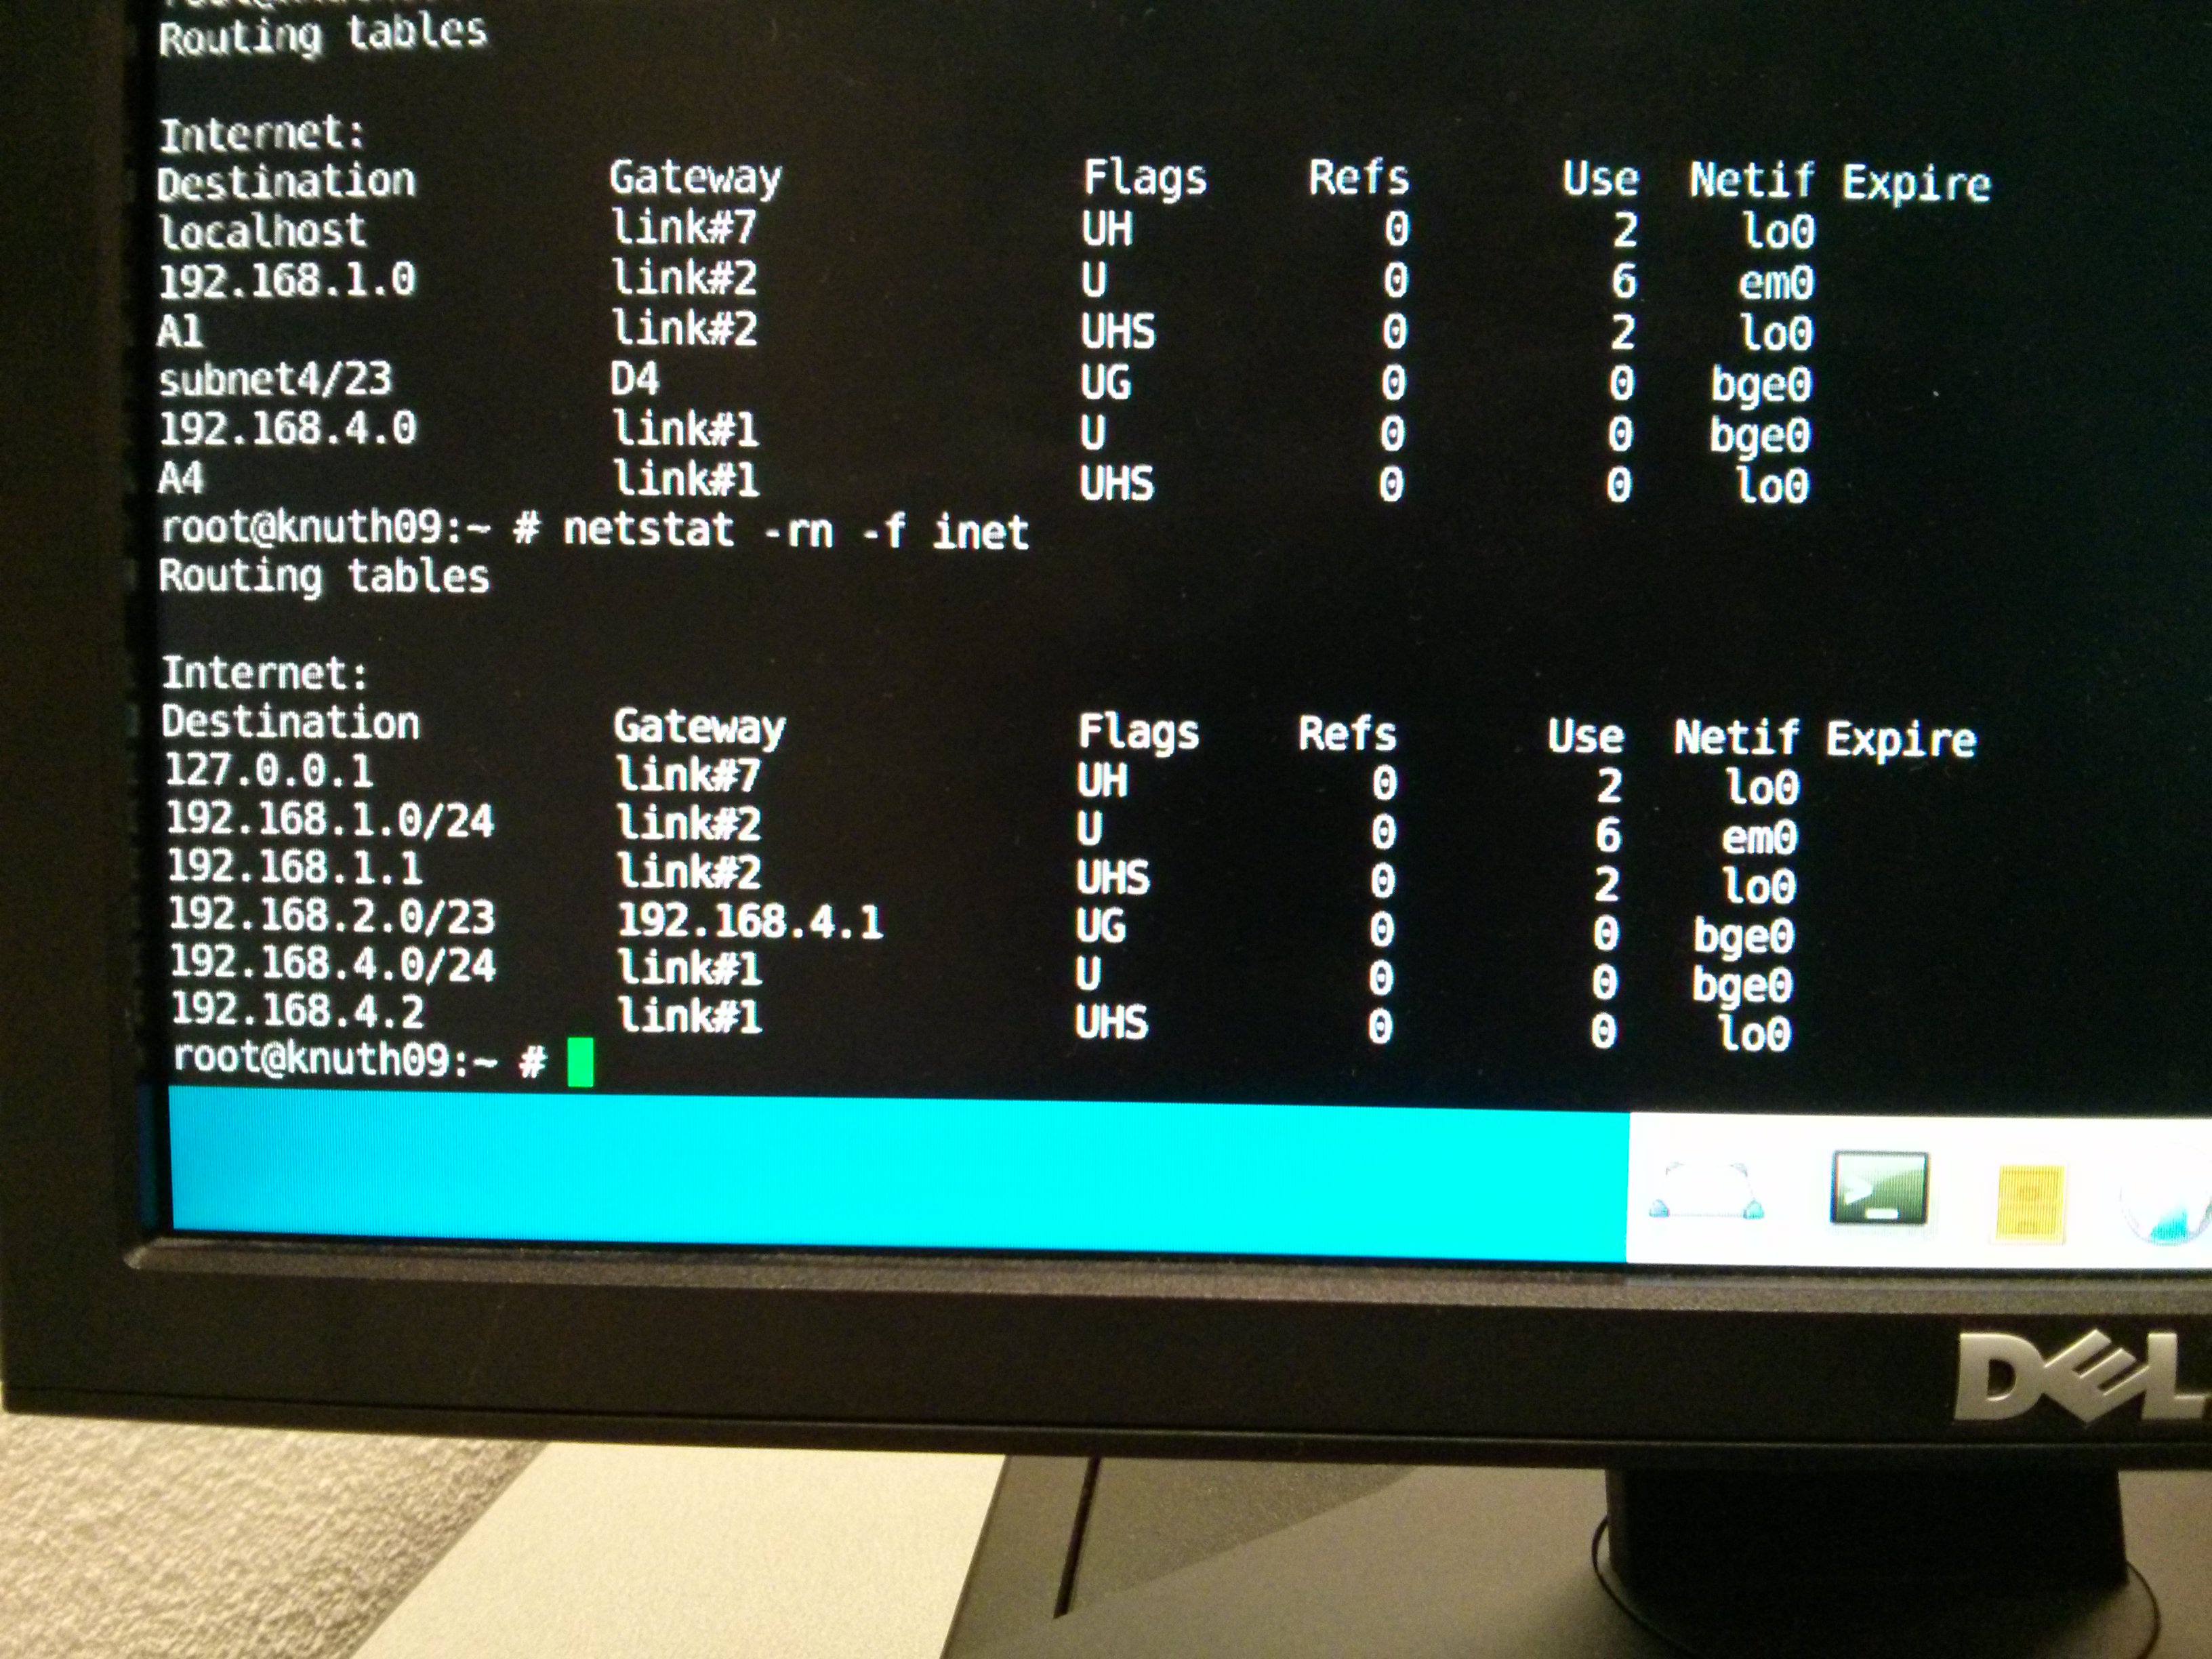 Routing tables
Internet:
Destination Gateway Flags Refs Use Netif Expire
localhost link#7 UH 0 2 lo0
192.168.1.0 link#2 U 0 6 em0
A1 link#2 UHS 0 2 lo0
subnet4/23 D4 UG 0 0 bge0
192.168.4.0 link#1 U 0 0 bge0
A4 link#1 UHS 0 0 lo0
root@knuth09:~ # netstat -rn -f inet
Routing tables
Internet:
Destination Gateway Flags Refs Use Netif Expire
127.0.0.1 link#7 UH 0 2 lo0
192.168.1.0/24 link#2 U 0 6 em0
192.168.1.1 link#2 UHS 0 2 lo0
192.168.2.0/23 192.168.4.1 UG 0 0 bge0
192.168.4.0/24 link#1 U 0 0 bge0
192.168.4.2 link#1 UHS 0 0 lo0
root@knuth09:~ #
DEL